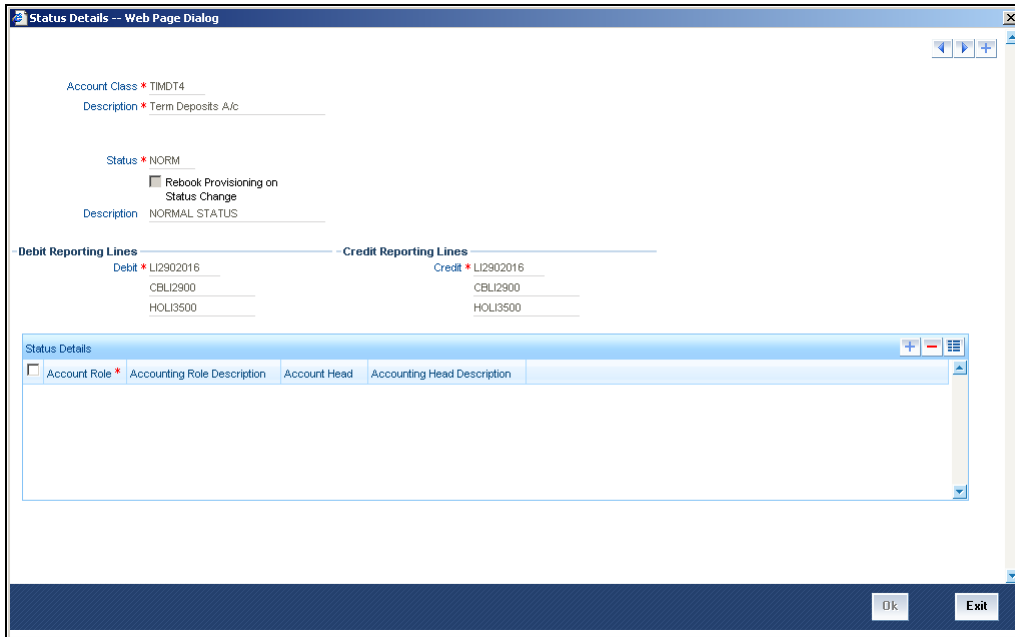 Status Details -- Web Page Dialog
Account Class * TIMDT4
Description * Term Deposits A/c
Status * NORM
Rebook Provisioning on
Status Change
Description NORMAL STATUS
Debit Reporting Lines
Debit * LI2902016
CBLI2900
HOLI3500
Credit Reporting Lines
Credit * LI2902016
CBLI2900
HOLI3500
Status Details
Account Role * Accounting Role Description Account Head Accounting Head Description
Ok Exit